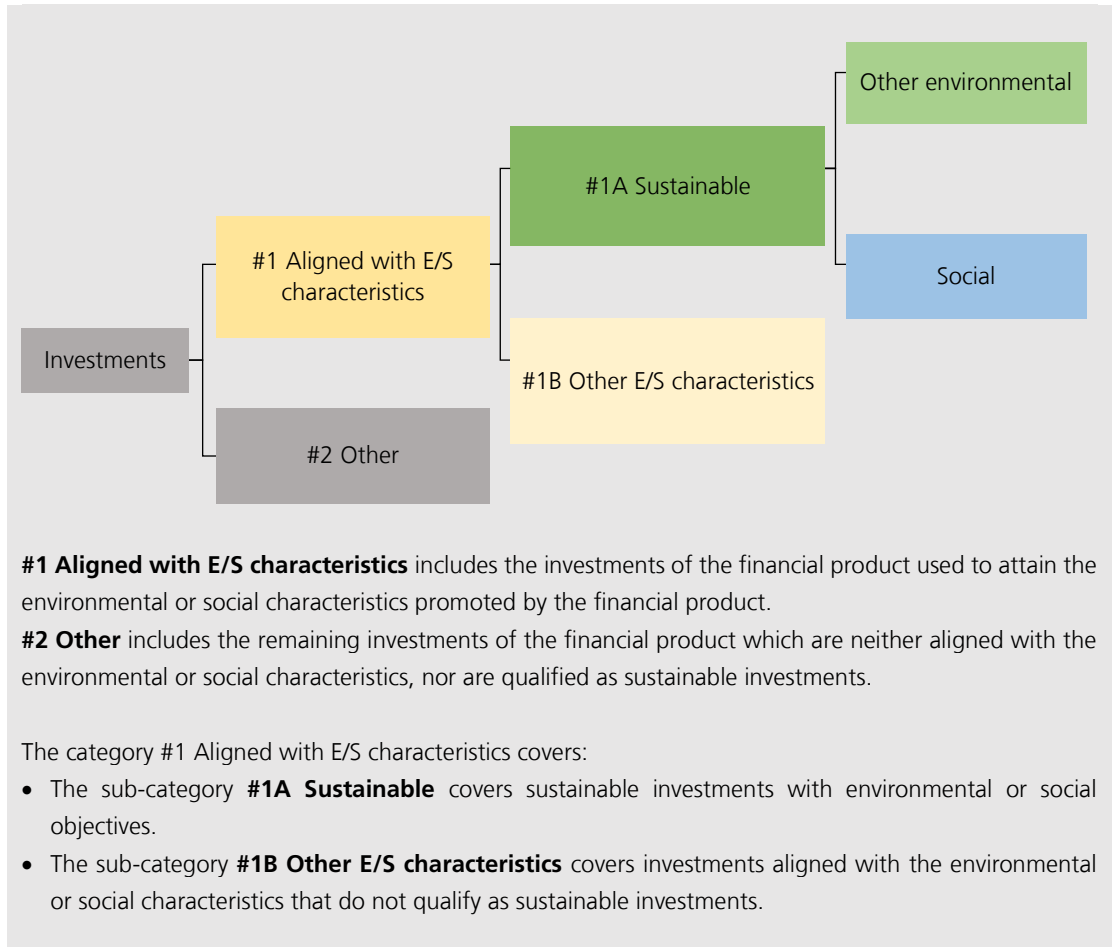 Other environmental
#1A Sustainable
#1 Aligned with E/S
characteristics
Social
Investments
#1B Other E/S characteristics
#2 Other
#1 Aligned with E/S characteristics includes the investments of the financial product used to attain the
environmental or social characteristics promoted by the financial product.
#2 Other includes the remaining investments of the financial product which are neither aligned with the
environmental or social characteristics, nor are qualified as sustainable investments.
The category #1 Aligned with E/S characteristics covers:
• The sub-category #1A Sustainable covers sustainable investments with environmental or social
objectives.
• The sub-category #1B Other E/S characteristics covers investments aligned with the environmental
or social characteristics that do not qualify as sustainable investments.